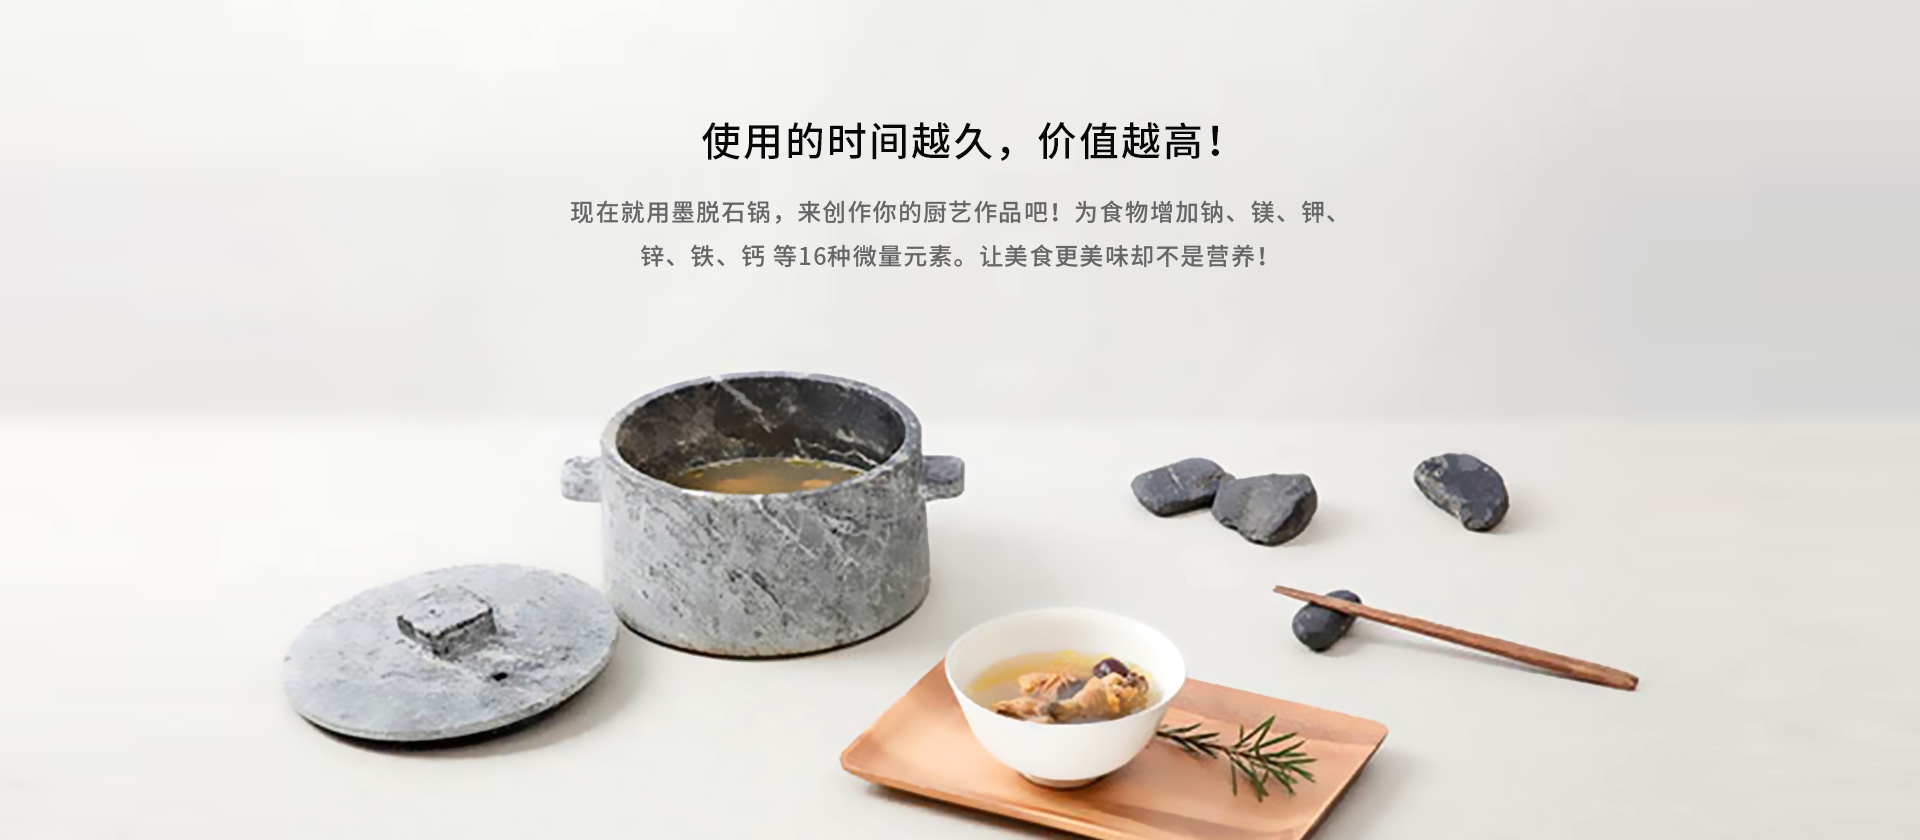 使用的时间越久，价值越高！
现在就用墨脱石锅，来创作你的厨艺作品吧！为食物增加钠、镁、钾、
锌、铁、钙 等16种微量元素。让美食更美味却不是营养！